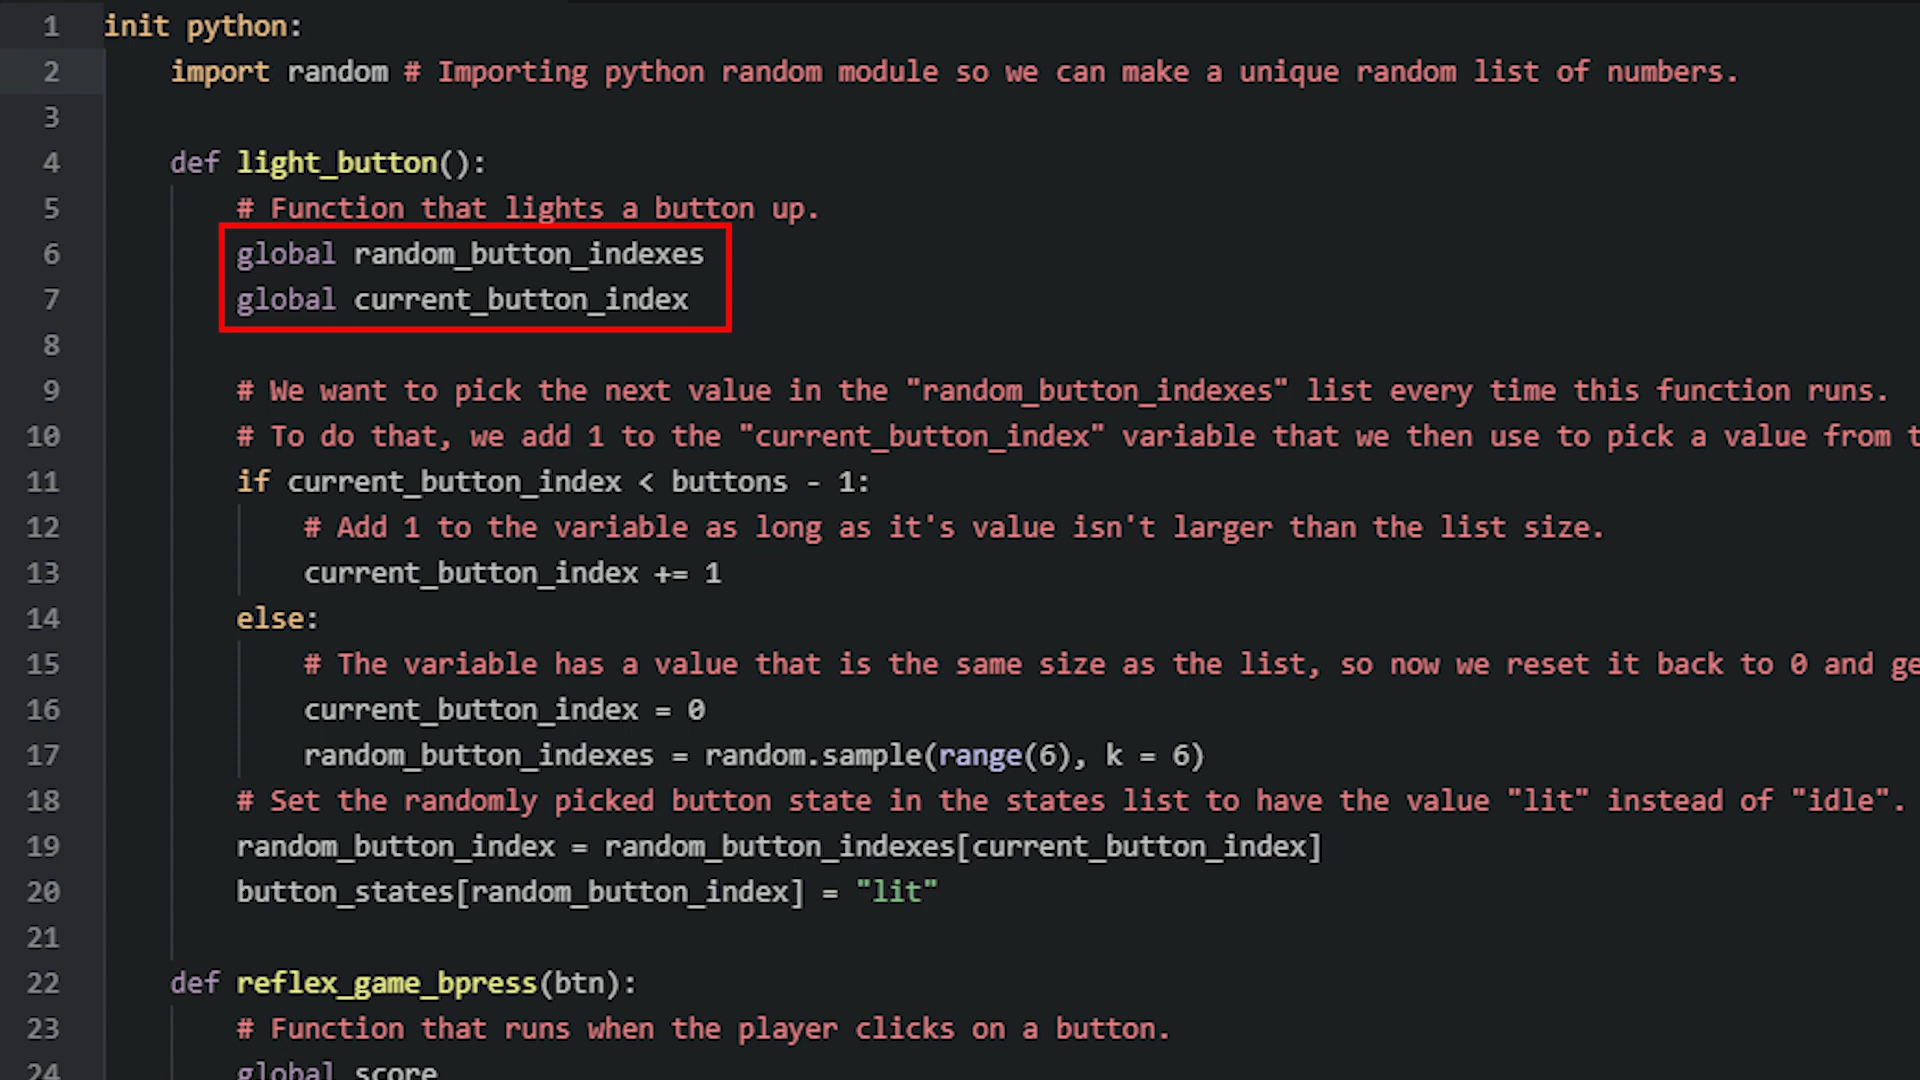 1 init python:
2 import random # Importing python random module so we can make a unique random list of numbers.
3
4 def light_button():
5 # Function that lights a button up.
6 global random_button_indexes
7 global current_button_index
8
9 # We want to pick the next value in the "random_button_indexes" list every time this function runs.
10 # To do that, we add 1 to the "current_button_index" variable that we then use to pick a value from t
11 if current_button_index < buttons - 1:
12 # Add 1 to the variable as long as it's value isn't larger than the list size.
13 current_button_index += 1
14 else:
15 # The variable has a value that is the same size as the list, so now we reset it back to 0 and ge
16 current_button_index = 0
17 random_button_indexes = random.sample(range(6), k = 6)
18 # Set the randomly picked button state in the states list to have the value "lit" instead of "idle".
19 random_button_index = random_button_indexes[current_button_index]
20 button_states[random_button_index] = "lit"
21
22 def reflex_game_bpress(btn):
23 # Function that runs when the player clicks on a button.
24 global score